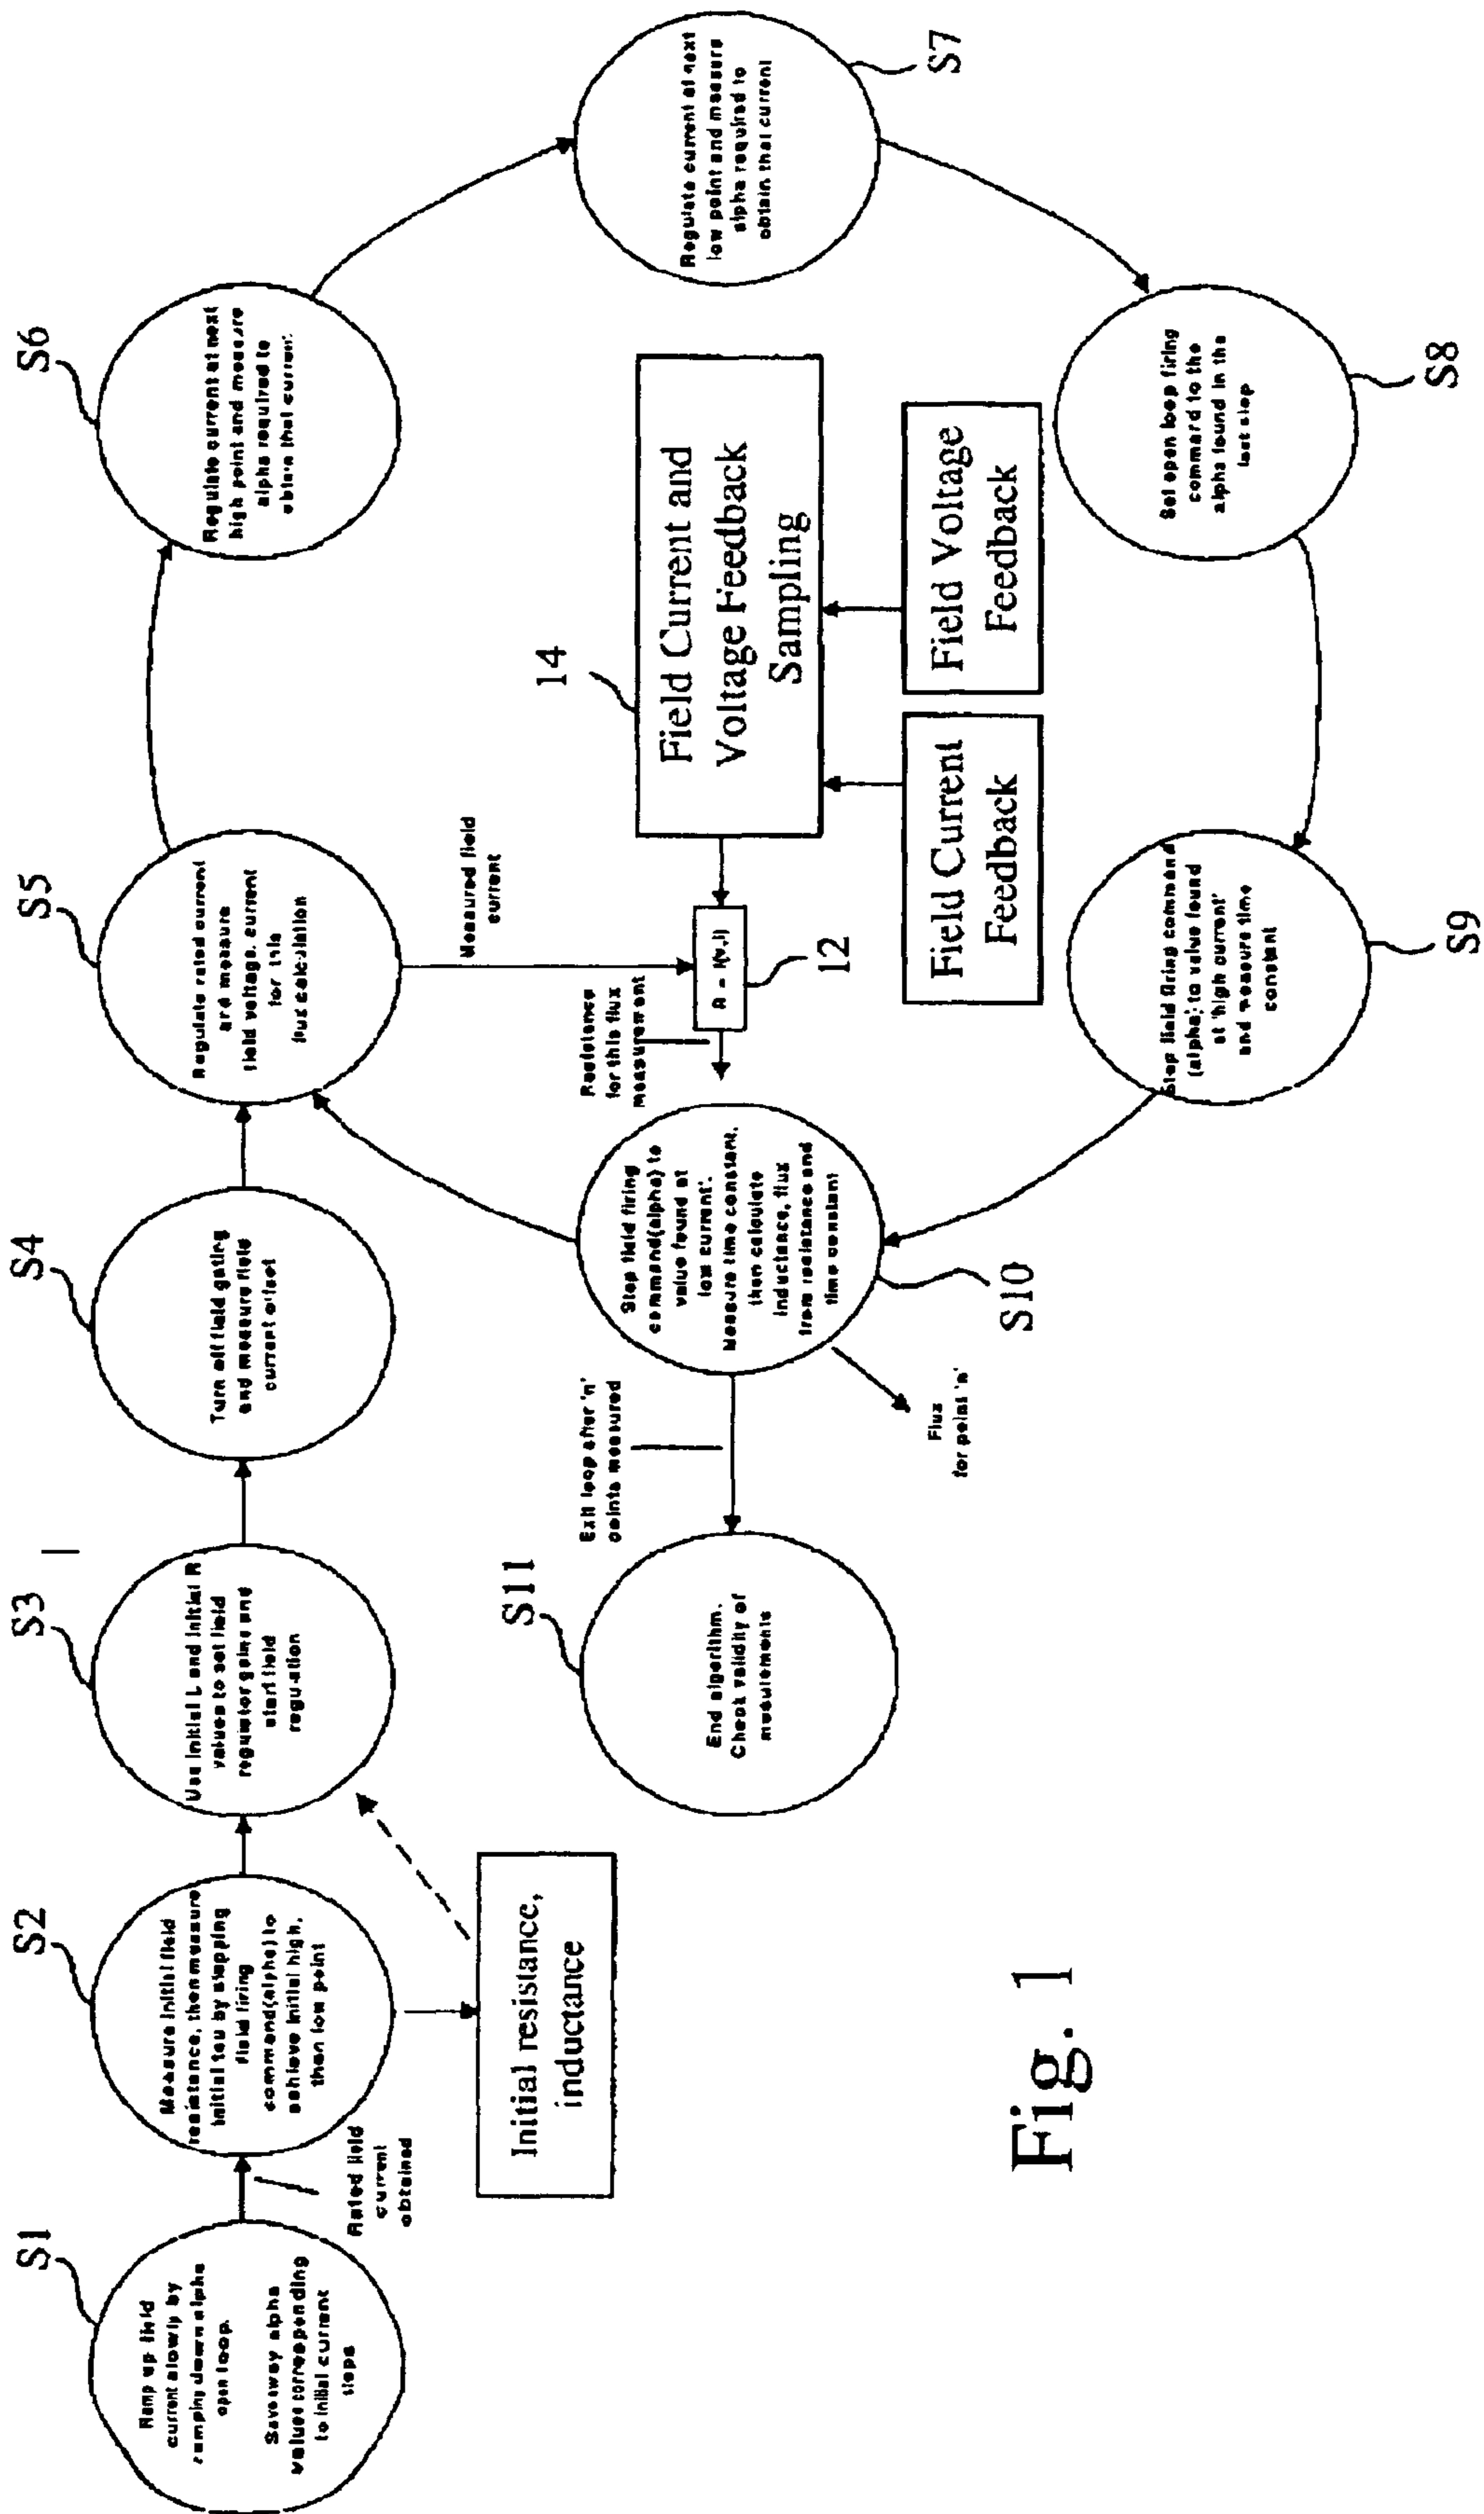 S1
Ramp up field
current slowly by
ramping down alpha
open loop.
Save away alpha
values corresponding
to initial current
steps
Rated field
current
obtained
S2
Measure initial field
resistance, then measure
initial tau by stepping
field firing
command(alpha) to
achieve initial high,
then low point
Initial resistance,
inductance
S3
Use initial L and initial R
values to set field
regulator gains and
start field
regulation
S4
Turn off field gating
and measure field
current offset
S5
Regulate rated current
and measure
field voltage, current
for this
flux calculation
Measured field
current
S6
Regulate current at next
high point and measure
alpha required to
obtain that current.
S7
Regulate current at next
low point and measure
alpha required to
obtain that current
S8
Set open loop firing
command to the
alpha found in the
last step
S9
Step field firing command
(alpha) to value found
at 'high current'
and measure time
constant
S10
Step field firing
command(alpha) to
value found at
low current'.
Measure time constant,
then calculate
inductance, flux
from resistance and
time constant
Flux
for point 'n'
Exit loop after 'n'
points measured
S11
End algorithm.
Check validity of
Resistance
for this flux
measurement
R = f(v,i)
12
14
Field Current and
Voltage Feedback
Sampling
Field Current
Feedback
Field Voltage
Feedback
Fig. 1